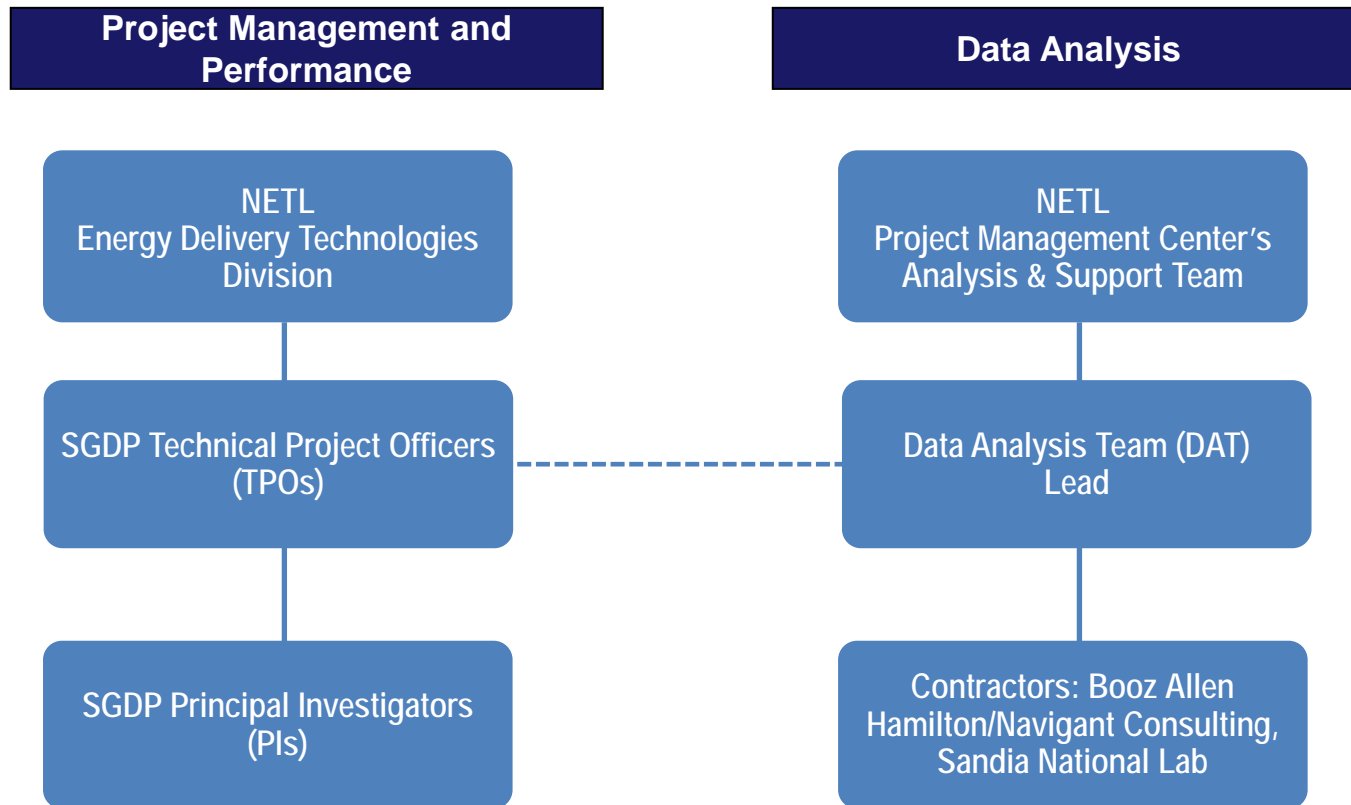 Project Management and
Performance
Data Analysis
NETL
Energy Delivery Technologies
Division
NETL
Project Management Center's
Analysis & Support Team
SGDP Technical Project Officers
(TPOs)
Data Analysis Team (DAT)
Lead
SGDP Principal Investigators
(PIs)
Contractors: Booz Allen
Hamilton/Navigant Consulting,
Sandia National Lab